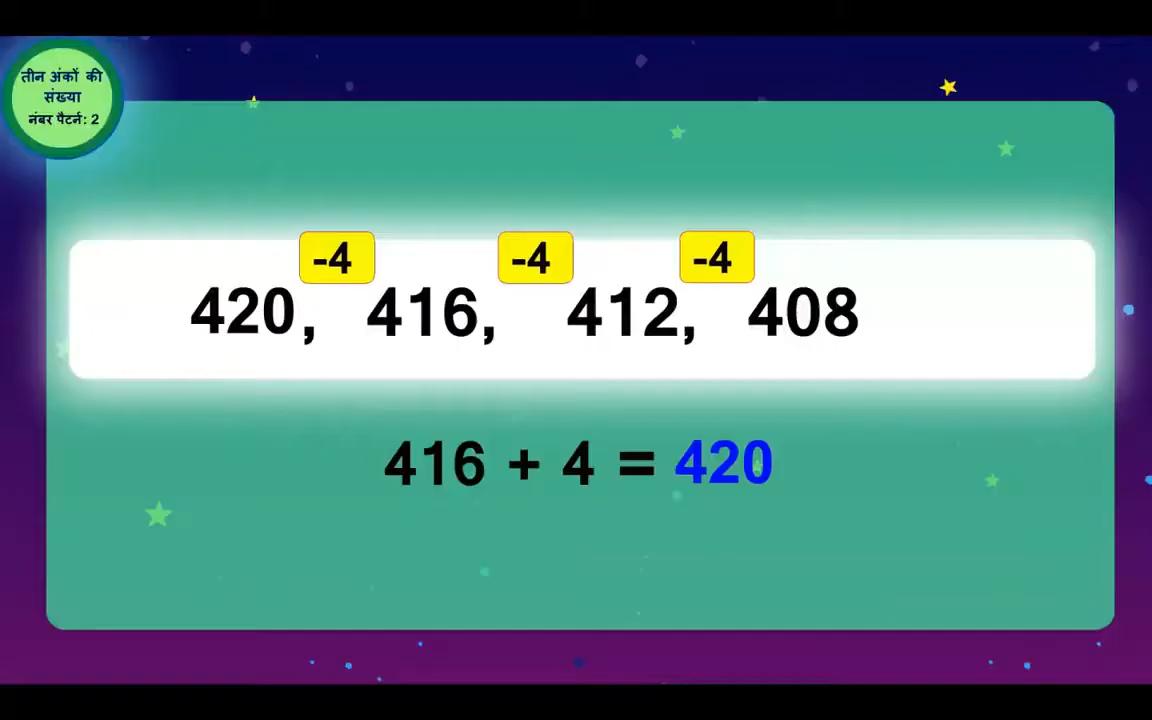 तीन अंकों की
संख्या
नंबर पैटर्न: 2
-4 -4 -4
420, 416, 412, 408
416 + 4 = 420